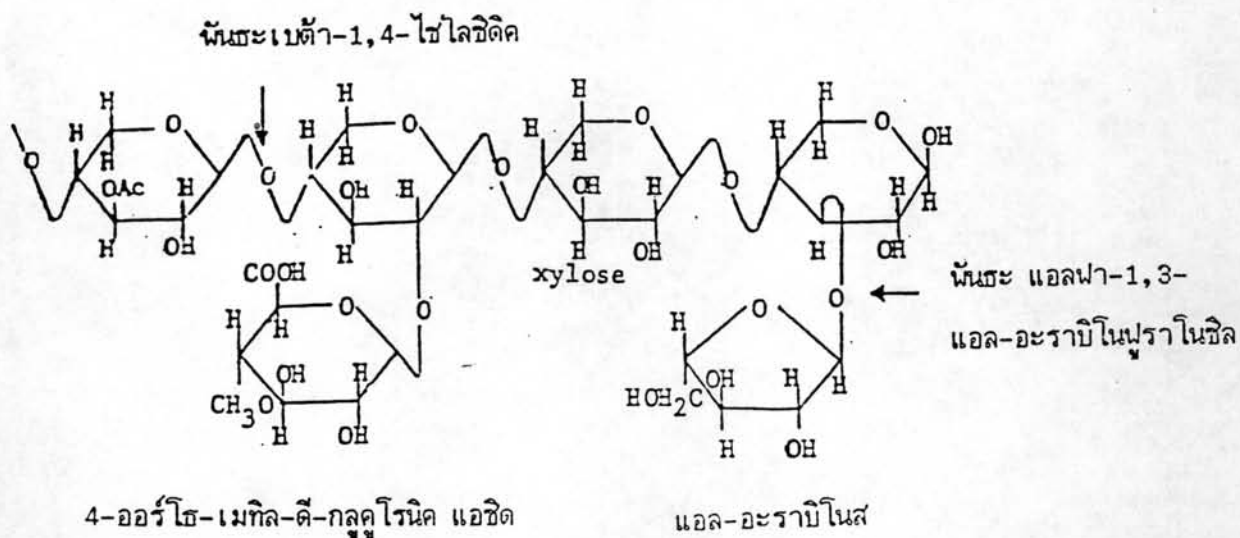 พันธะเบต้า-1,4-ไซไลซิดิค
H H H H
O H O H O H O H O OH
H O H O H O H
OAc H OH H OH H H H
H OH H H OH H OH
COOH xylose
O O O
H H H
OH H HOH₂C OH H H
CH₃O
H OH H OH
พันธะ แอลฟา-1,3-
แอล-อะราบิโนฟูราโนซิล
4-ออร์โธ-เมทิล-ดี-กลูคูโรนิค แอซิด
แอล-อะราบิโนส